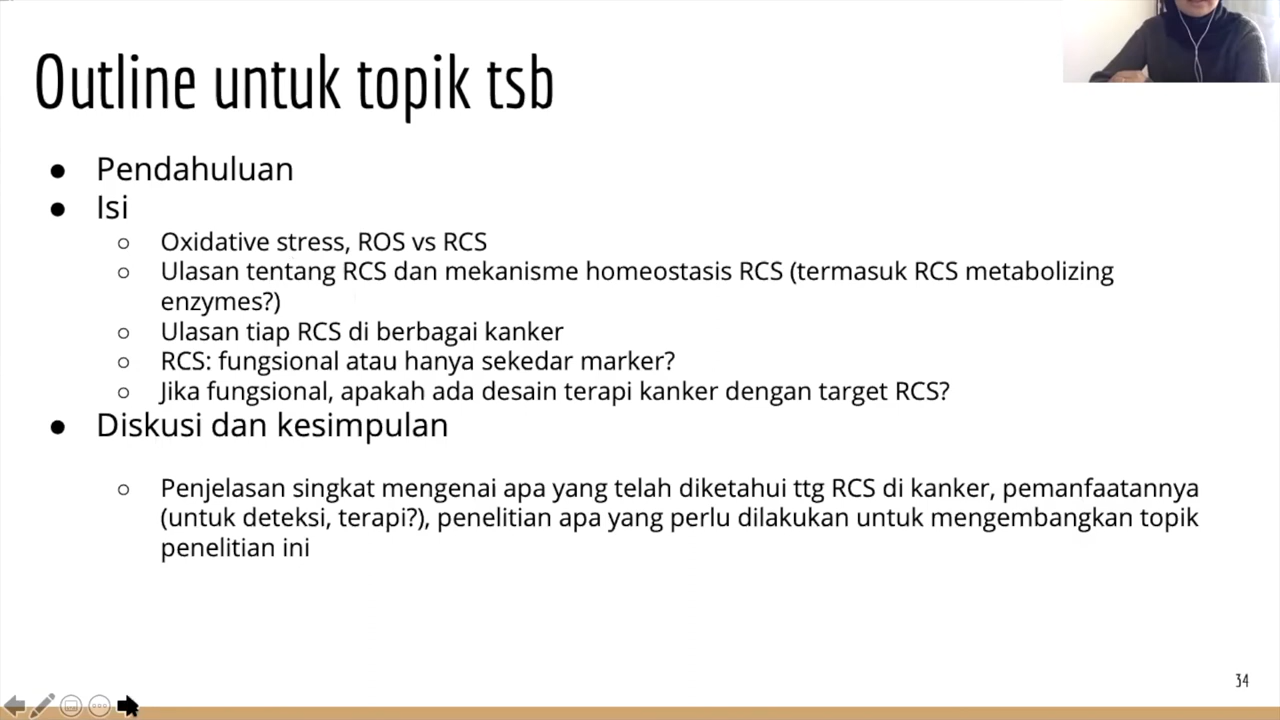 Outline untuk topik tsb
● Pendahuluan
● Isi
○ Oxidative stress, ROS vs RCS
○ Ulasan tentang RCS dan mekanisme homeostasis RCS (termasuk RCS metabolizing
enzymes?)
○ Ulasan tiap RCS di berbagai kanker
○ RCS: fungsional atau hanya sekedar marker?
○ Jika fungsional, apakah ada desain terapi kanker dengan target RCS?
● Diskusi dan kesimpulan
○ Penjelasan singkat mengenai apa yang telah diketahui ttg RCS di kanker, pemanfaatannya
(untuk deteksi, terapi?), penelitian apa yang perlu dilakukan untuk mengembangkan topik
penelitian ini
34